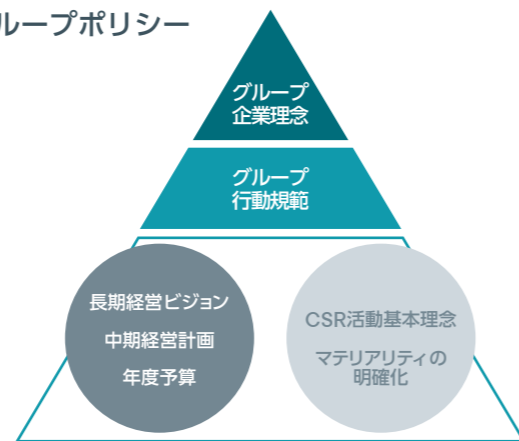 ループポリシー
グループ
企業理念
グループ
行動規範
長期経営ビジョン
中期経営計画
年度予算
CSR活動基本理念
マテリアリティの
明確化